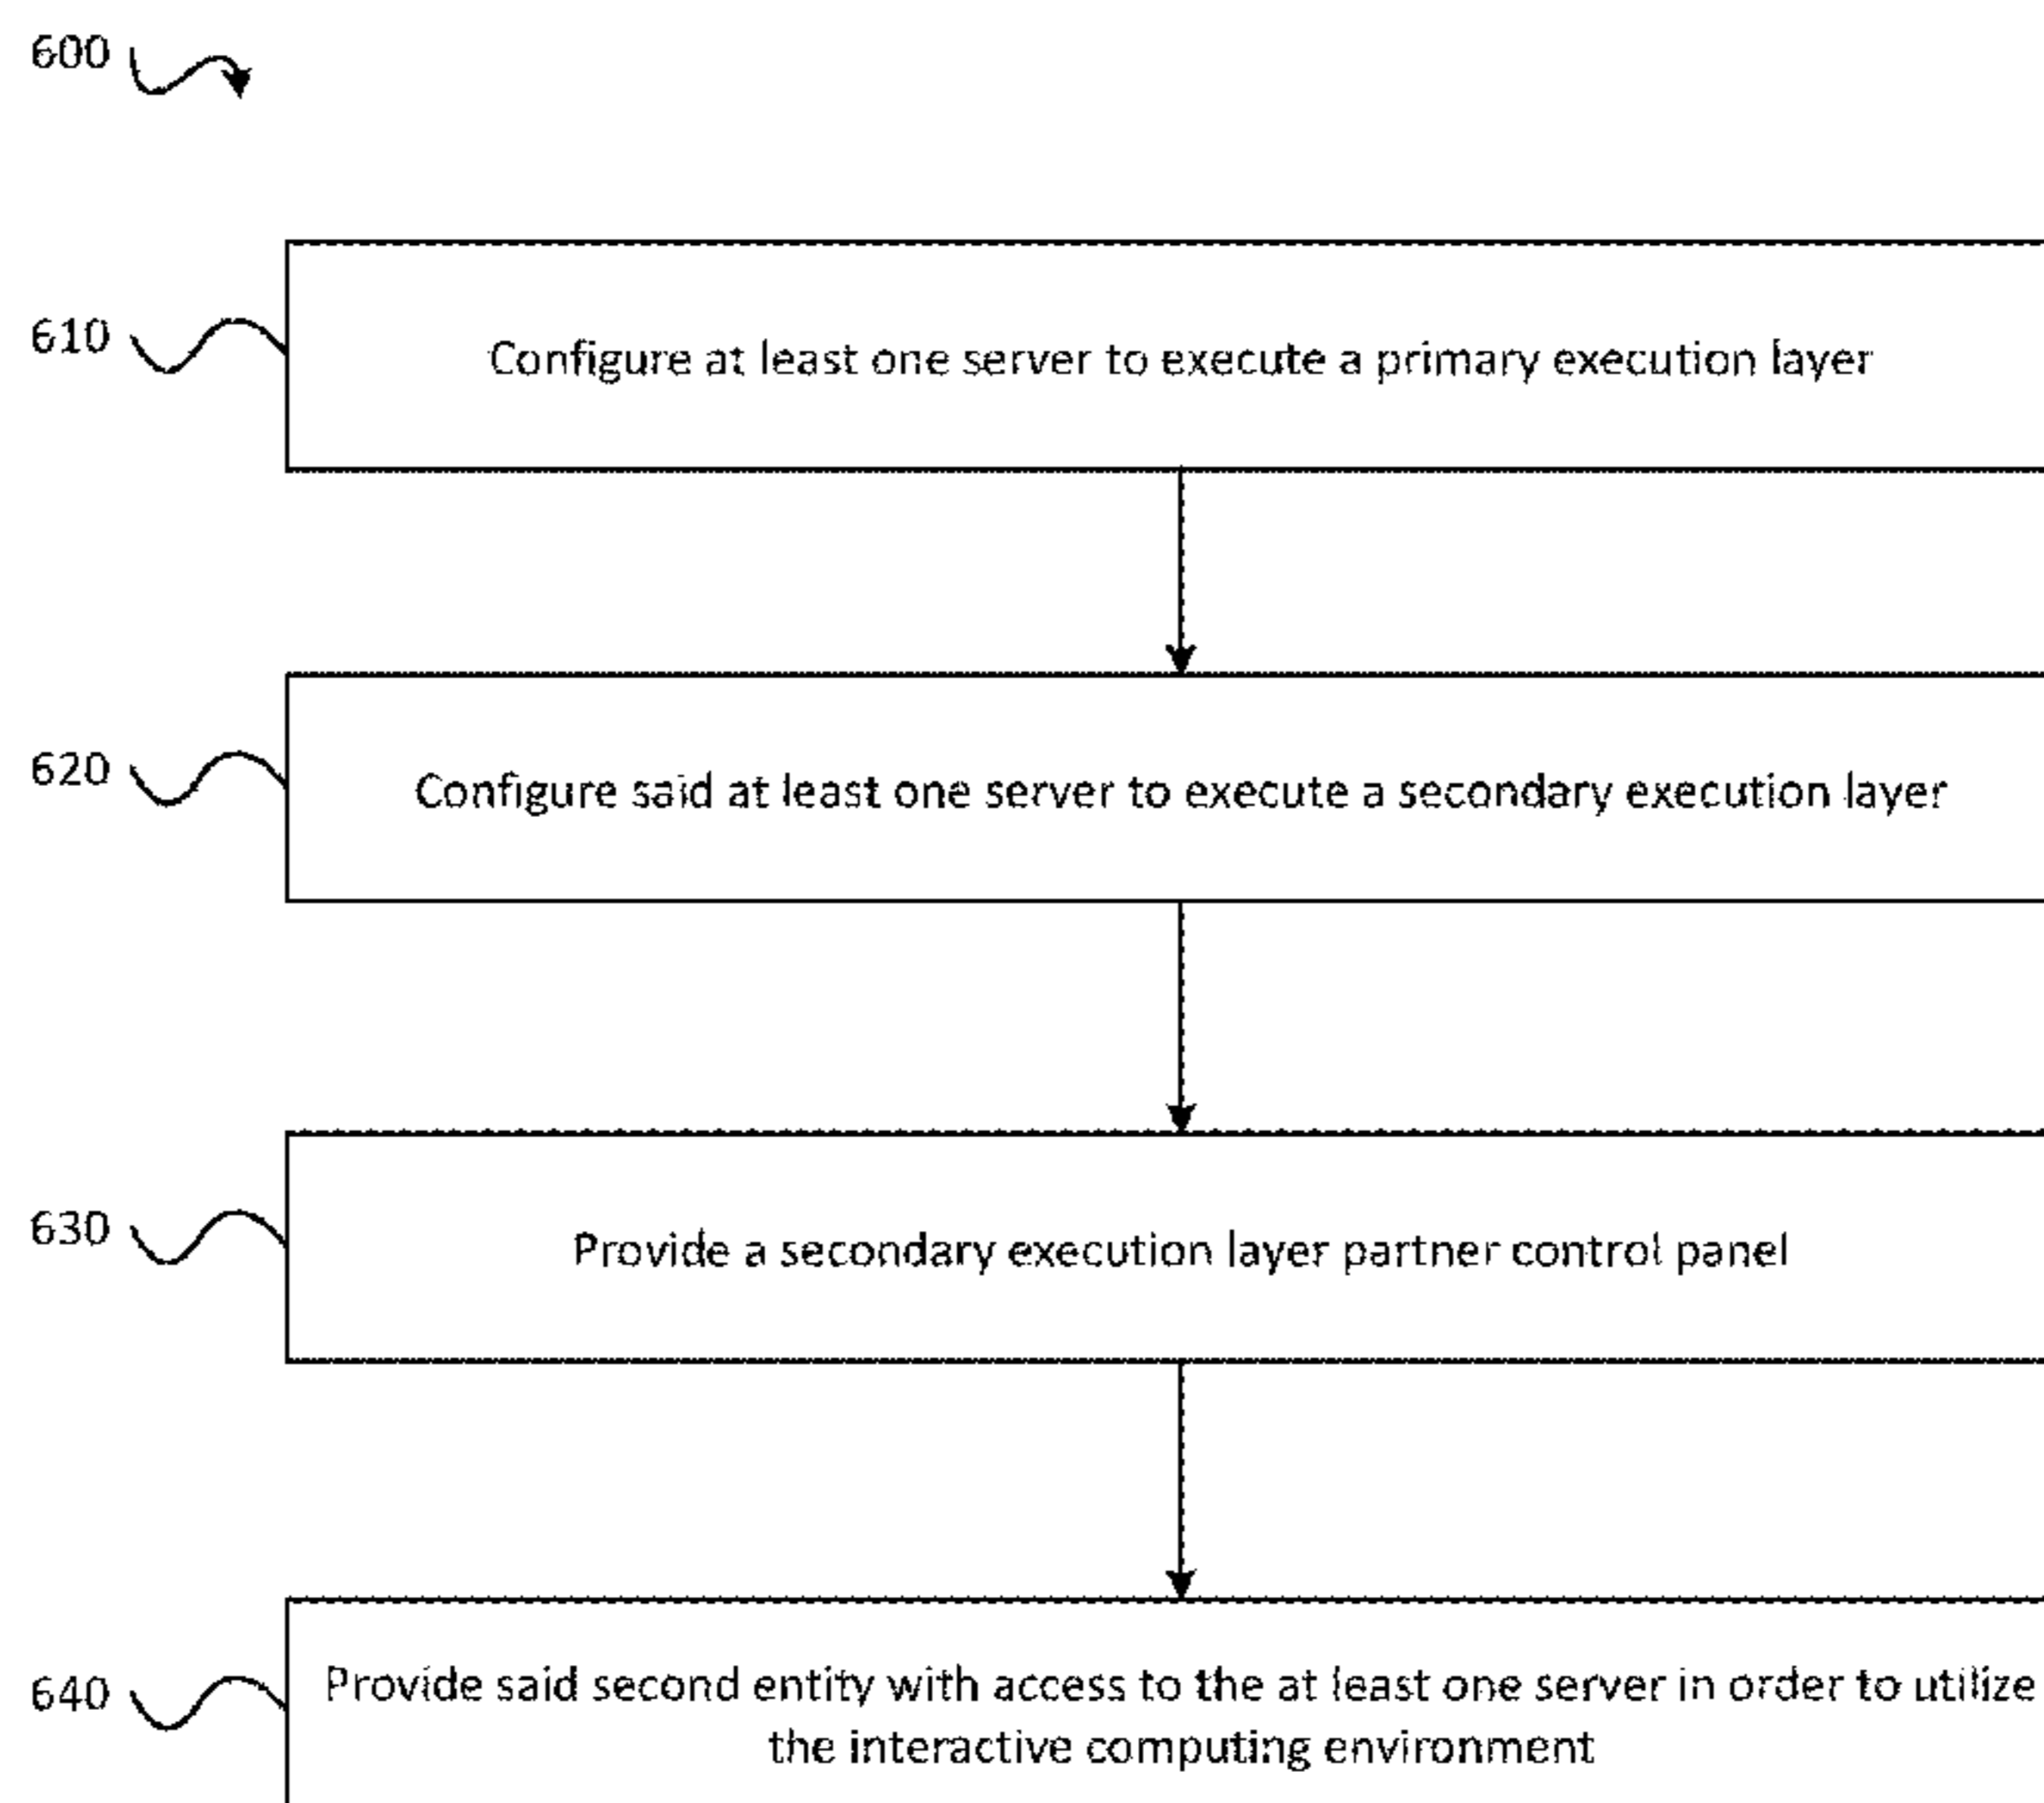 600
610
Configure at least one server to execute a primary execution layer
620
Configure said at least one server to execute a secondary execution layer
630
Provide a secondary execution layer partner control panel
640
Provide said second entity with access to the at least one server in order to utilize
the interactive computing environment